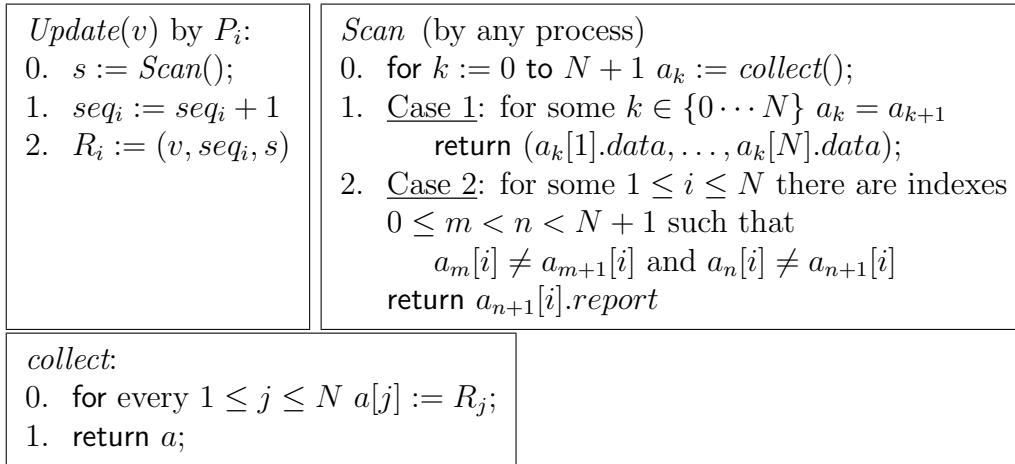 Update(v) by P_i:
0. s := Scan();
1. seq_i := seq_i + 1
2. R_i := (v, seq_i, s)
Scan (by any process)
0. for k := 0 to N + 1 a_k := collect();
1. Case 1: for some k ∈ {0 ⋯ N} a_k = a_{k+1}
return (a_k[1].data, . . . , a_k[N].data);
2. Case 2: for some 1 ≤ i ≤ N there are indexes
0 ≤ m < n < N + 1 such that
a_m[i] ≠ a_{m+1}[i] and a_n[i] ≠ a_{n+1}[i]
return a_{n+1}[i].report
collect:
0. for every 1 ≤ j ≤ N a[j] := R_j;
1. return a;